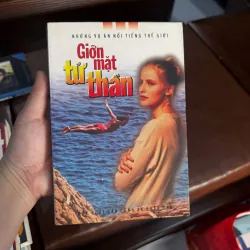 NHỮNG VỤ ÁN NỔI TIẾNG THẾ GIỚI
Giỡn
mặt
tử
thần